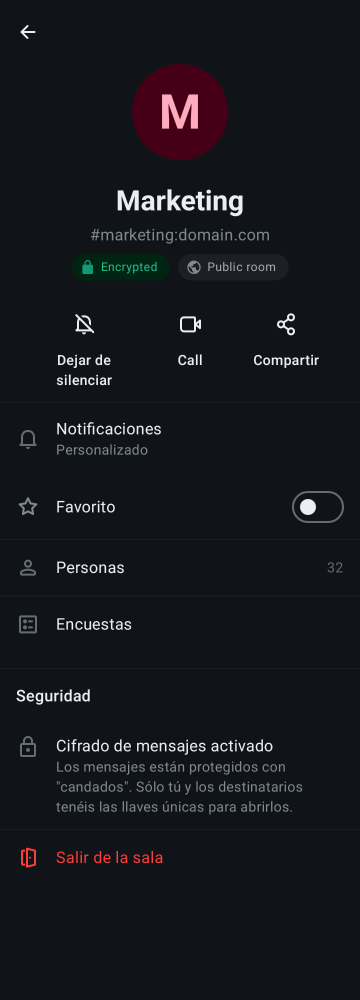 M
Marketing
#marketing:domain.com
Encrypted
Public room
Dejar de
silenciar
Call
Compartir
Notificaciones
Personalizado
Favorito
Personas
32
Encuestas
Seguridad
Cifrado de mensajes activado
Los mensajes están protegidos con
"candados". Sólo tú y los destinatarios
tenéis las llaves únicas para abrirlos.
Salir de la sala